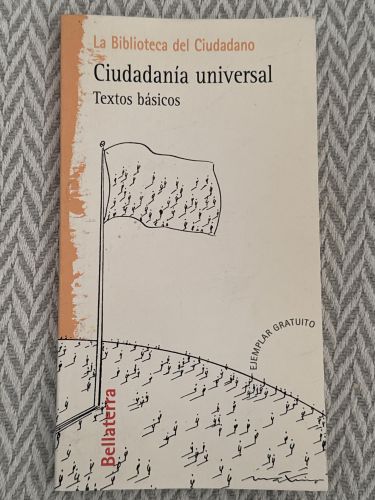 La Biblioteca del Ciudadano
Ciudadanía universal
Textos básicos
EJEMPLAR GRATUITO
Bellaterra